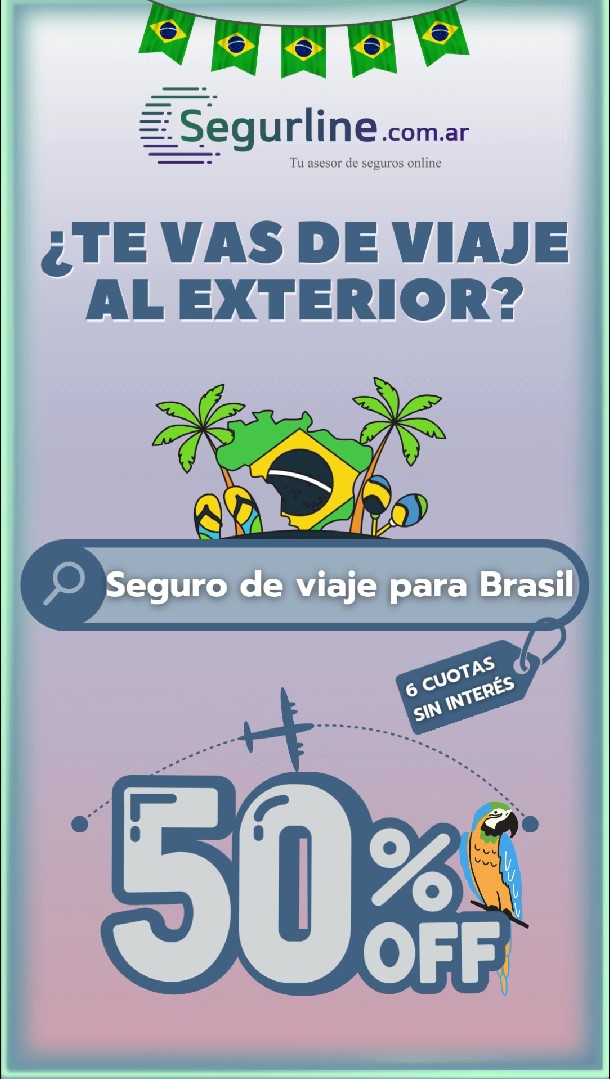 Segurline.com.ar
Tu asesor de seguros online
¿TE VAS DE VIAJE
AL EXTERIOR?
Seguro de viaje para Brasil
6 CUOTAS
SIN INTERÉS
50%
OFF